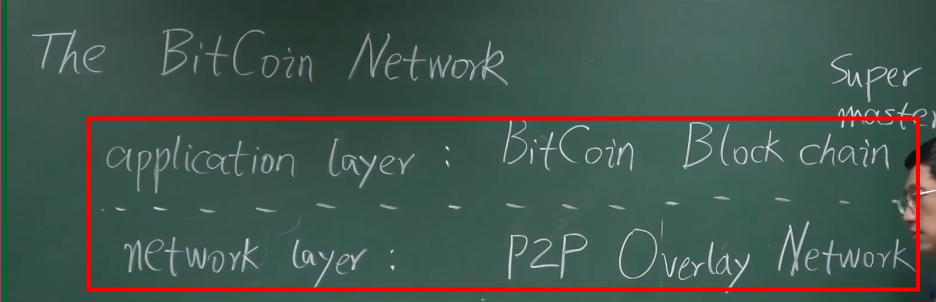 The BitCoin Network
Super
master
application layer : BitCoin Block chain
network layer : P2P Overlay Network